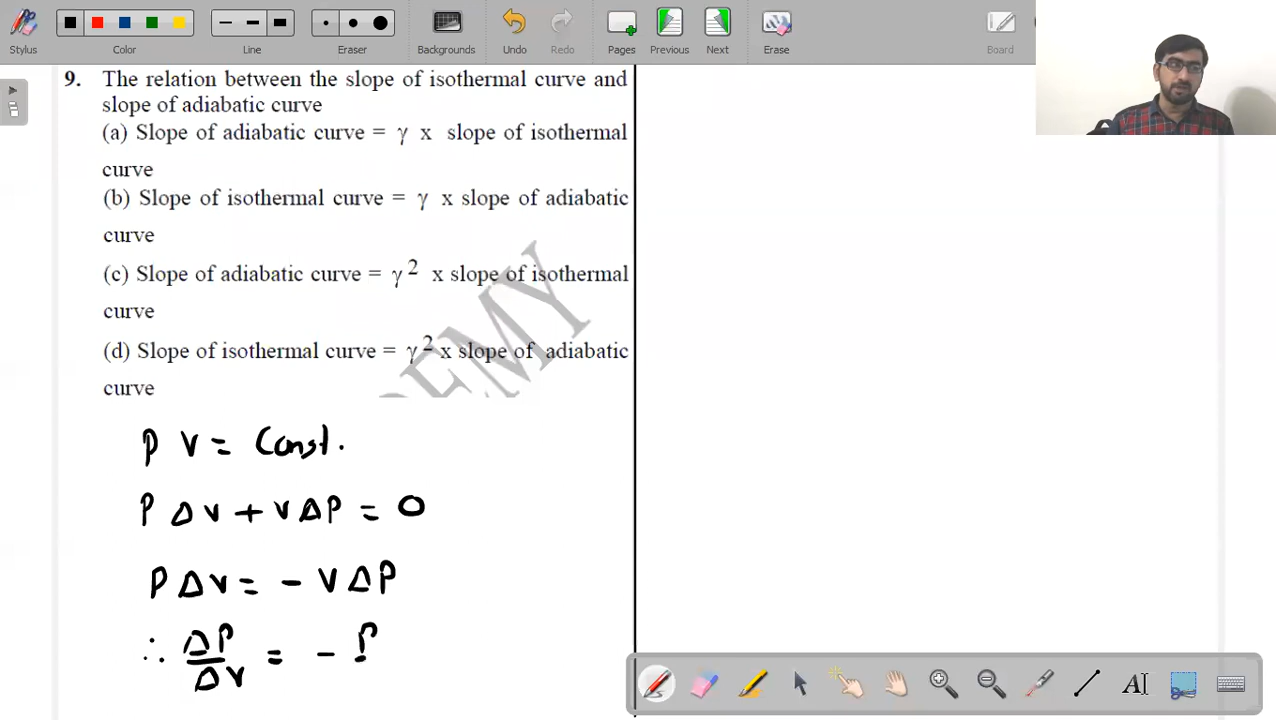 Stylus Color Line Eraser Backgrounds Undo Redo Pages Previous Next Erase Board
9. The relation between the slope of isothermal curve and
slope of adiabatic curve
(a) Slope of adiabatic curve = γ x slope of isothermal
curve
(b) Slope of isothermal curve = γ x slope of adiabatic
curve
(c) Slope of adiabatic curve = γ² x slope of isothermal
curve
(d) Slope of isothermal curve = γ² x slope of adiabatic
curve
P V = Const.
P ΔV + V ΔP = 0
P ΔV = - V ΔP
∴ ΔP/ΔV = - P